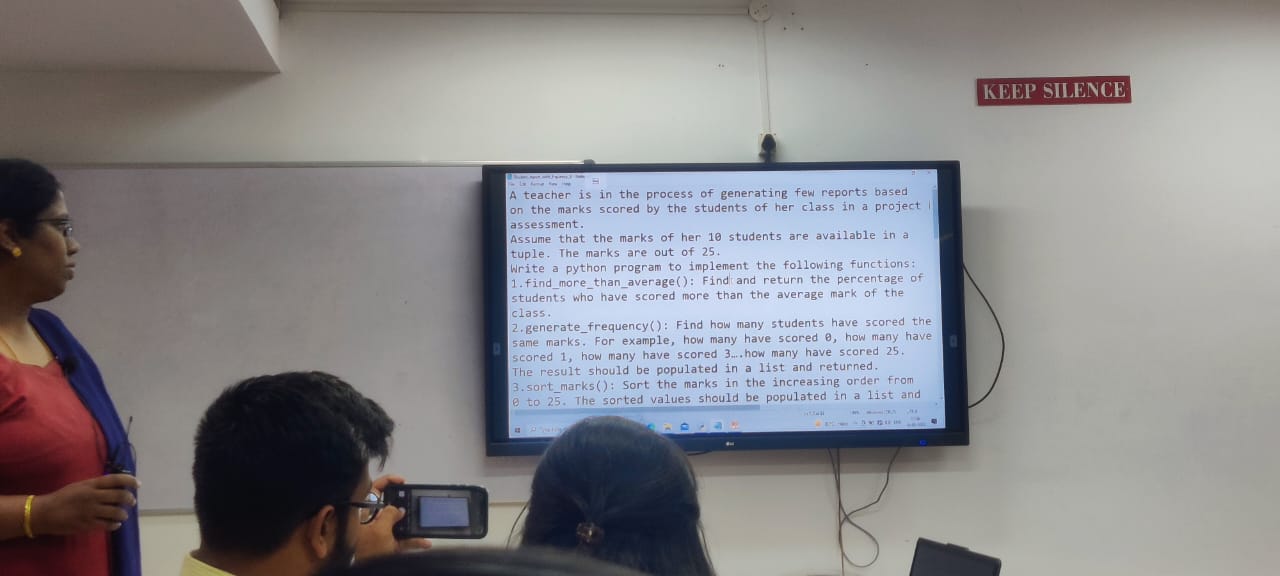 KEEP SILENCE
File Edit Format View Help
A teacher is in the process of generating few reports based
on the marks scored by the students of her class in a project
assessment.
Assume that the marks of her 10 students are available in a
tuple. The marks are out of 25.
Write a python program to implement the following functions:
1.find_more_than_average(): Find and return the percentage of
students who have scored more than the average mark of the
class.
2.generate_frequency(): Find how many students have scored the
same marks. For example, how many have scored 0, how many have
scored 1, how many have scored 3….how many have scored 25.
The result should be populated in a list and returned.
3.sort_marks(): Sort the marks in the increasing order from
0 to 25. The sorted values should be populated in a list and
LG